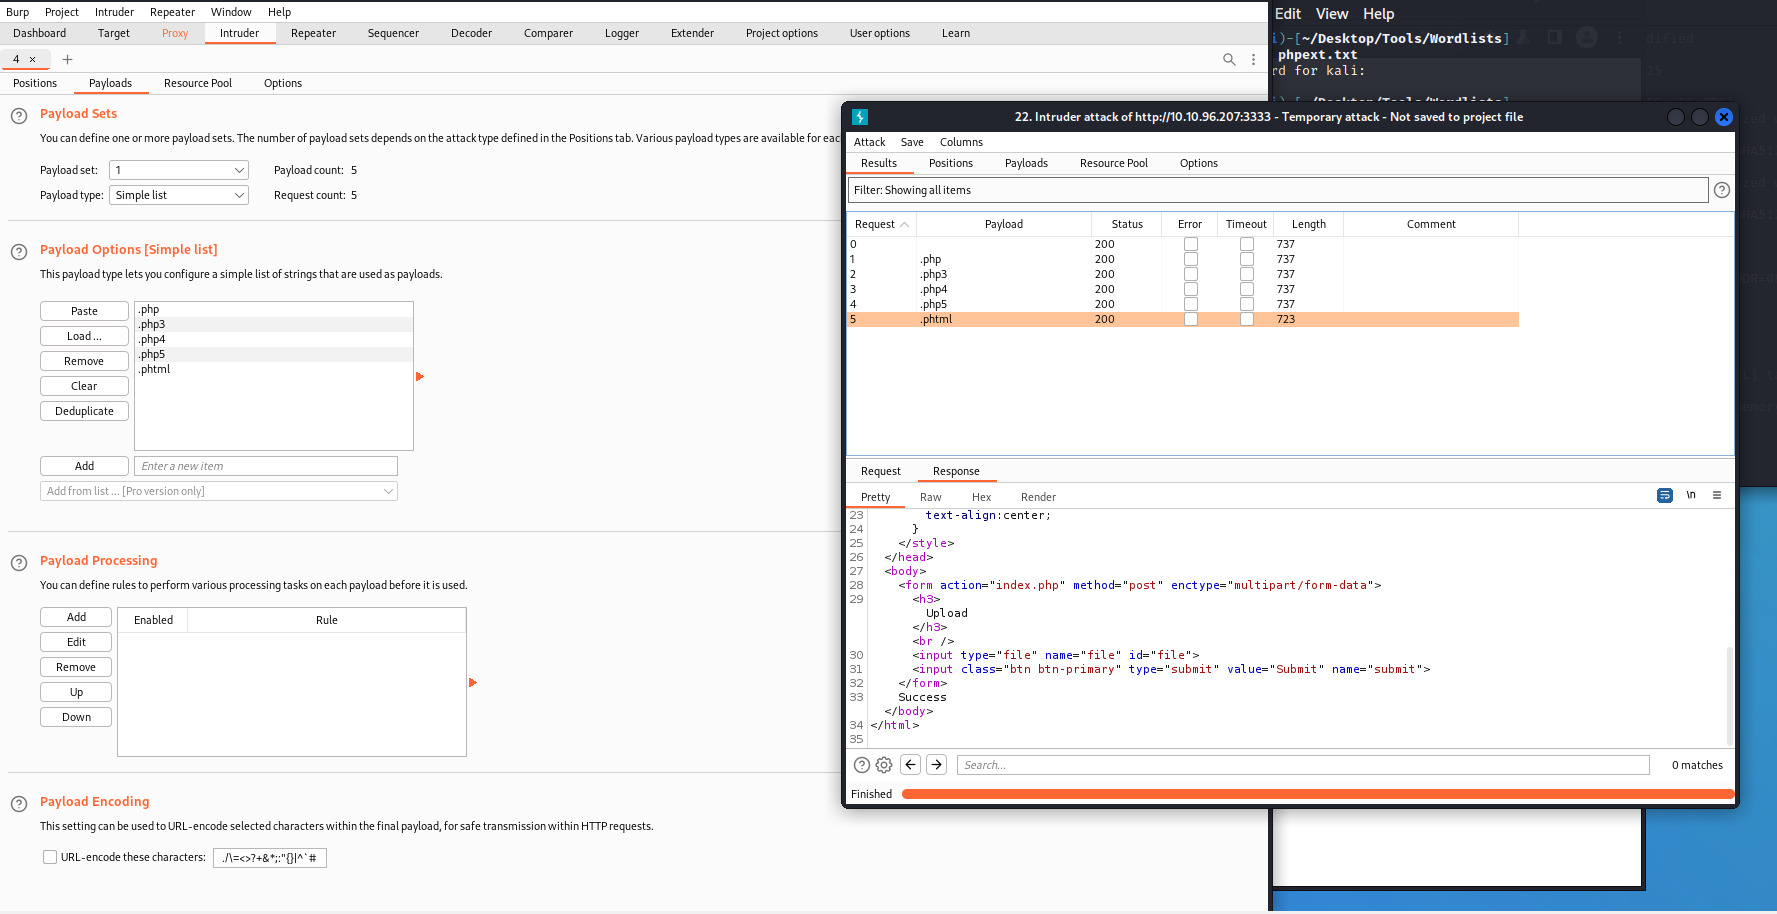 Burp Project Intruder Repeater Window Help
Dashboard Target Proxy Intruder Repeater Sequencer Decoder Comparer Logger Extender Project options User options Learn
4 ×
Positions Payloads Resource Pool Options
Payload Sets
You can define one or more payload sets. The number of payload sets depends on the attack type defined in the Positions tab. Various payload types are available for eac
Payload set: 1 Payload count: 5
Payload type: Simple list Request count: 5
Payload Options [Simple list]
This payload type lets you configure a simple list of strings that are used as payloads.
Paste
Load ...
Remove
Clear
Deduplicate
.php
.php3
.php4
.php5
.phtml
Add Enter a new item
Add from list ... [Pro version only]
Payload Processing
You can define rules to perform various processing tasks on each payload before it is used.
Add
Edit
Remove
Up
Down
Enabled Rule
Payload Encoding
This setting can be used to URL-encode selected characters within the final payload, for safe transmission within HTTP requests.
URL-encode these characters: ./\=<>?+&*;:"{}|^`#
Edit View Help
i)-[~/Desktop/Tools/Wordlists]
phpext.txt
rd for kali:
22. Intruder attack of http://10.10.96.207:3333 - Temporary attack - Not saved to project file
Attack Save Columns
Results Positions Payloads Resource Pool Options
Filter: Showing all items
Request Payload Status Error Timeout Length Comment
0 200 737
1 .php 200 737
2 .php3 200 737
3 .php4 200 737
4 .php5 200 737
5 .phtml 200 723
Request Response
Pretty Raw Hex Render
\n
23 text-align:center;
24 }
25 </style>
26 </head>
27 <body>
28 <form action="index.php" method="post" enctype="multipart/form-data">
29 <h3>
Upload
</h3>
<br />
30 <input type="file" name="file" id="file">
31 <input class="btn btn-primary" type="submit" value="Submit" name="submit">
32 </form>
33 Success
</body>
34 </html>
35
Search... 0 matches
Finished